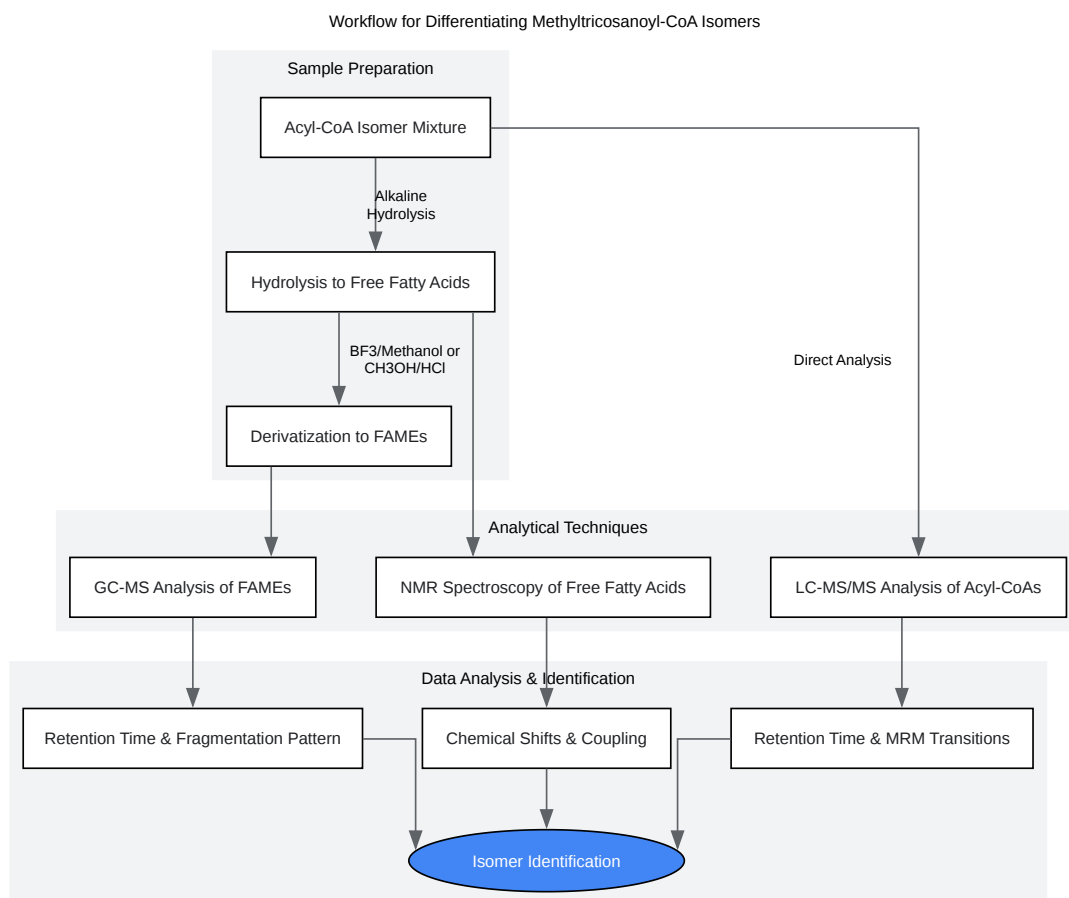 Workflow for Differentiating Methyltricosanoyl-CoA Isomers
Sample Preparation
Acyl-CoA Isomer Mixture
Alkaline
Hydrolysis
Hydrolysis to Free Fatty Acids
BF3/Methanol or
CH3OH/HCl
Direct Analysis
Derivatization to FAMEs
Analytical Techniques
GC-MS Analysis of FAMEs
NMR Spectroscopy of Free Fatty Acids
LC-MS/MS Analysis of Acyl-CoAs
Data Analysis & Identification
Retention Time & Fragmentation Pattern
Chemical Shifts & Coupling
Retention Time & MRM Transitions
Isomer Identification